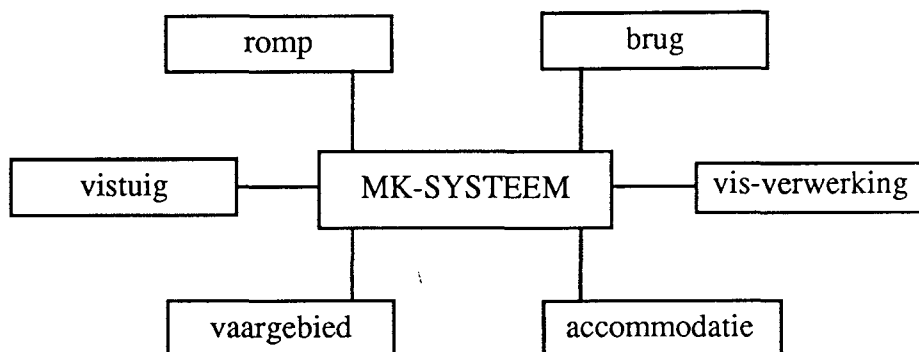 romp
brug
vistuig
MK-SYSTEEM
vis-verwerking
vaargebied
accommodatie